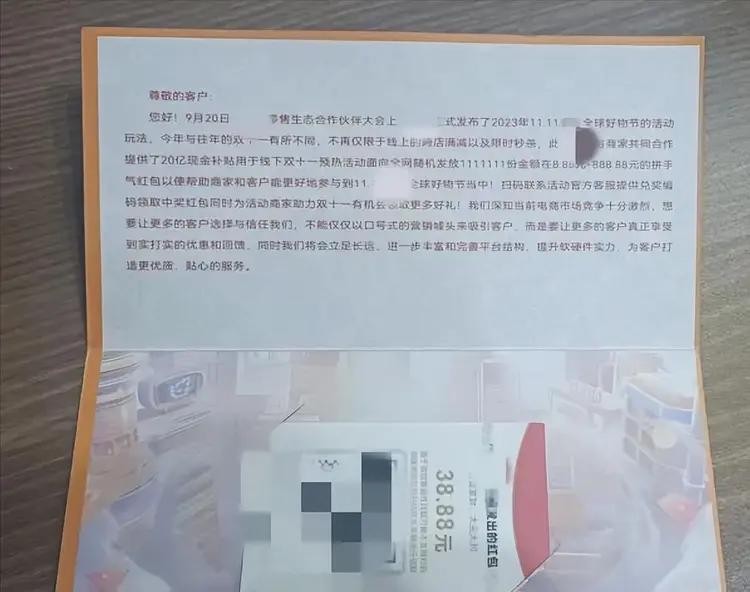 尊敬的客户:
您好!9月20日 零售生态合作伙伴大会上 式发布了2023年11.11 全球好物节的活动
玩法,今年与往年的双十一有所不同,不再仅限于线上的跨店满减以及限时秒杀,此 商家共同合作
提供了20亿现金补贴用于线下双十一预热活动面向全网随机发放1111111份金额在8.88元-888.88元的拼手
气红包以便帮助商家和客户能更好地参与到11. 全球好物节当中!扫码联系活动官方客服提供兑奖编
码领取中奖红包同时为活动商家助力双十一有机会领取更多好礼!我们深知当前电商市场竞争十分激烈,想
要让更多的客户选择与信任我们,不能仅仅以口号式的营销噱头来吸引客户,而是要让更多的客户真正享受
到实打实的优惠和回馈,同时我们将会立足长远,进一步丰富和完善平台结构,提升软硬件实力,为客户打
造更优质、贴心的服务。
发出的红包
38.88元